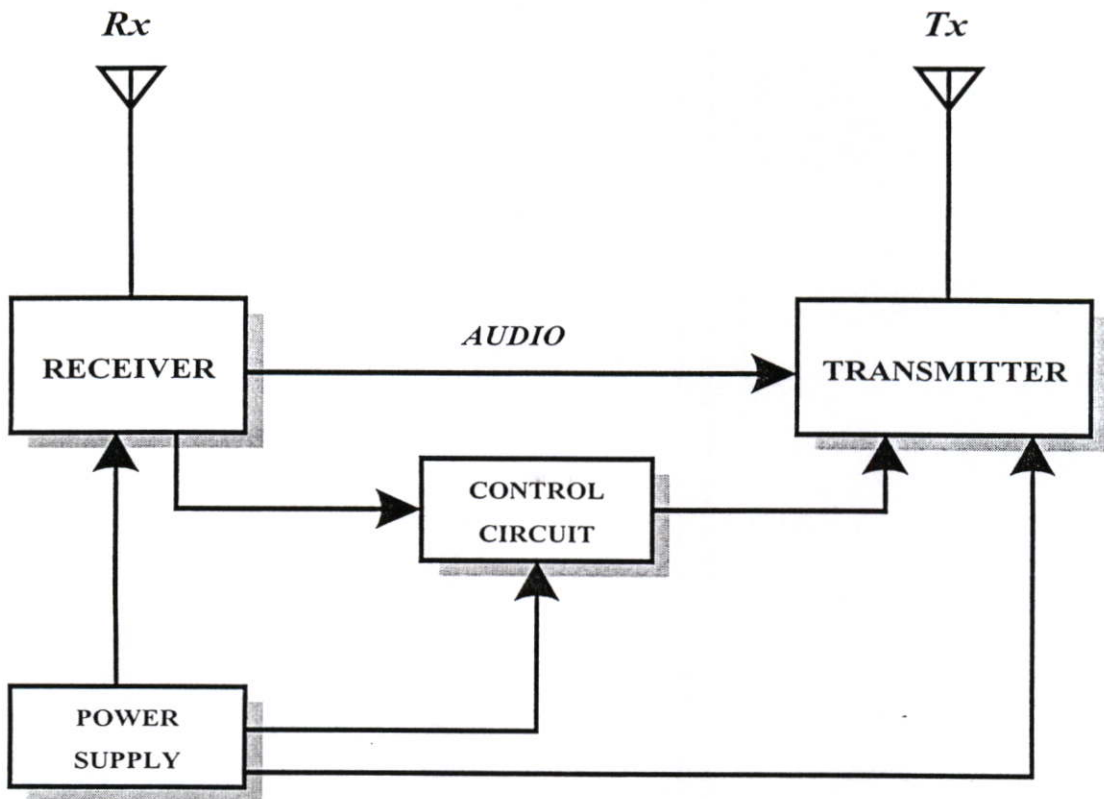 Rx
Tx
RECEIVER
AUDIO
TRANSMITTER
CONTROL
CIRCUIT
POWER
SUPPLY